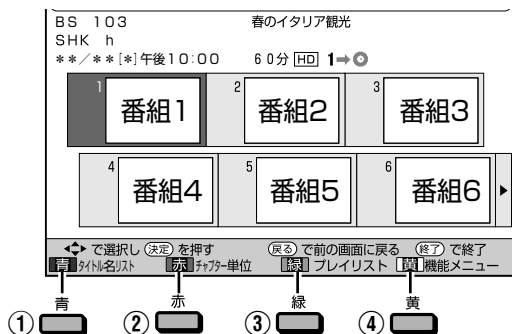 BS 103 春のイタリア観光
SHK h
**/**[*]午後10:00 60分 HD 1➡
1 番組1 2 番組2 3 番組3
4 番組4 5 番組5 6 番組6
で選択し 決定 を押す 戻る で前の画面に戻る 終了 で終了
青 タイトル名リスト 赤 チャプター単位 緑 プレイリスト 黄 機能メニュー
青 赤 緑 黄
① ② ③ ④